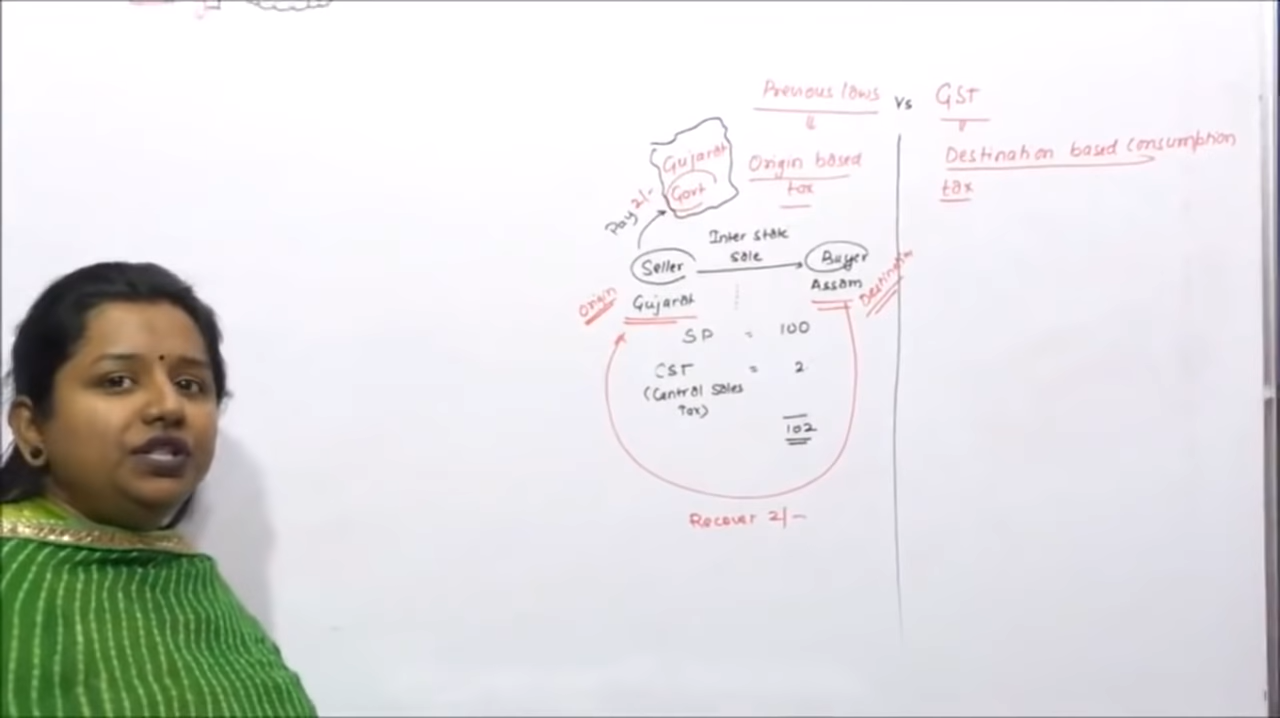 Previous laws Vs GST
Gujarat
Govt
Origin based
tax
Destination based consumption
tax
Pay 2/-
Inter state
sale
Seller
Buyer
Origin
Gujarat
Assam
Destination
SP = 100
CST = 2
(Central Sales
Tax)
102
Recover 2/-